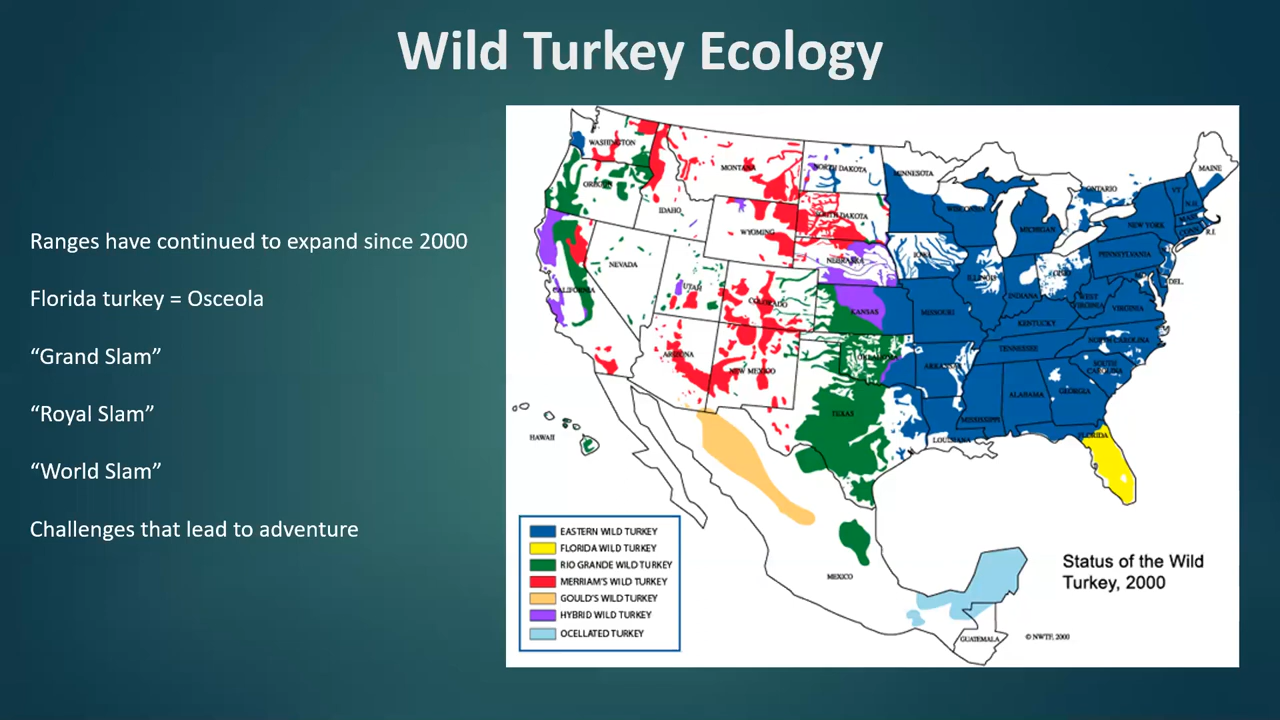 Wild Turkey Ecology
Ranges have continued to expand since 2000
Florida turkey = Osceola
“Grand Slam”
“Royal Slam”
“World Slam”
Challenges that lead to adventure
WASHINGTON
OREGON
IDAHO
MONTANA
NORTH DAKOTA
MINNESOTA
SOUTH DAKOTA
WYOMING
NEBRASKA
NEVADA
UTAH
COLORADO
KANSAS
CALIFORNIA
ARIZONA
NEW MEXICO
OKLAHOMA
TEXAS
IOWA
WISCONSIN
MICHIGAN
ONTARIO
MAINE
VT
N.H.
MASS
CONN.
R.I.
NEW YORK
PENNSYLVANIA
DEL.
ILLINOIS
INDIANA
OHIO
WEST
VIRGINIA
VIRGINIA
MISSOURI
KENTUCKY
NORTH CAROLINA
TENNESSEE
SOUTH
CAROLINA
ARKANSAS
MISSISSIPPI
ALABAMA
GEORGIA
LOUISIANA
FLORIDA
HAWAII
MEXICO
GUATEMALA
EASTERN WILD TURKEY
FLORIDA WILD TURKEY
RIO GRANDE WILD TURKEY
MERRIAM'S WILD TURKEY
GOULD'S WILD TURKEY
HYBRID WILD TURKEY
OCELLATED TURKEY
Status of the Wild
Turkey, 2000
© NWTF, 2000